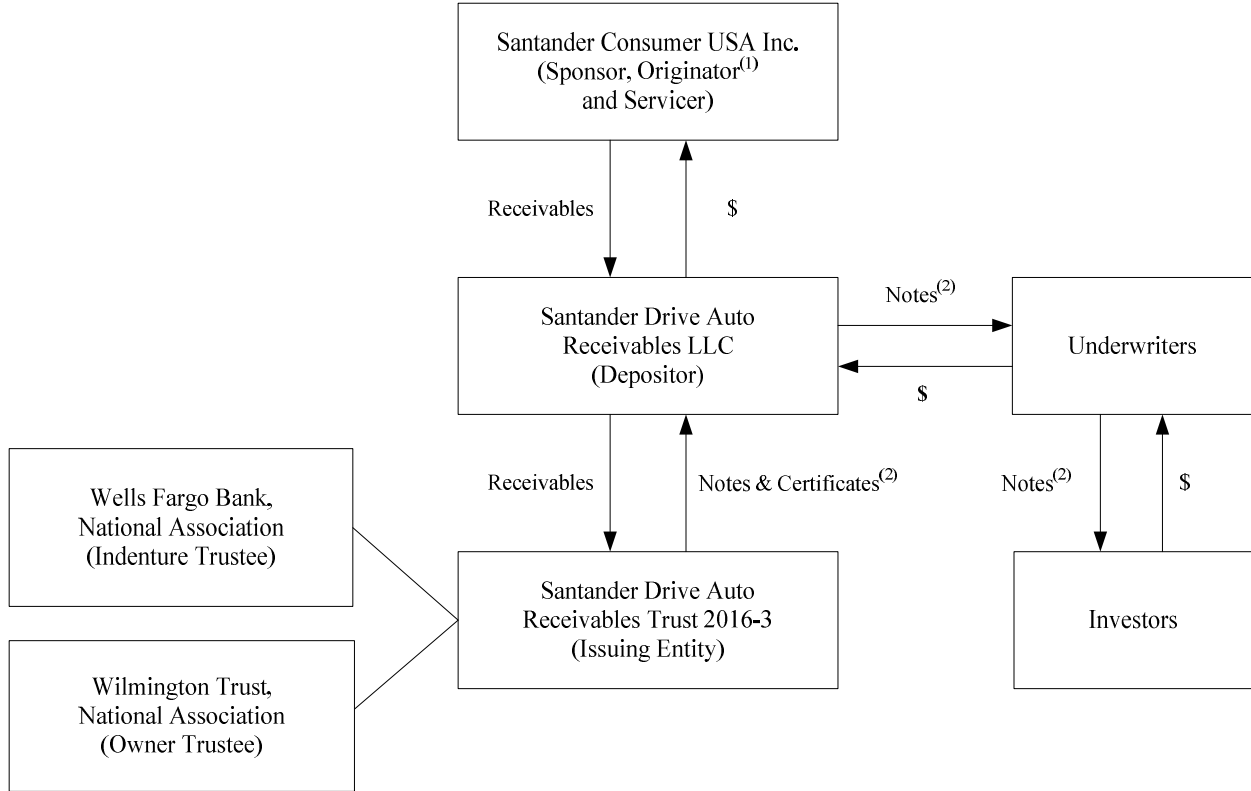 Santander Consumer USA Inc.
(Sponsor, Originator(1)
and Servicer)
Receivables
$
Santander Drive Auto
Receivables LLC
(Depositor)
Notes(2)
$
Underwriters
Receivables
Notes & Certificates(2)
Notes(2)
$
Wells Fargo Bank,
National Association
(Indenture Trustee)
Santander Drive Auto
Receivables Trust 2016-3
(Issuing Entity)
Investors
Wilmington Trust,
National Association
(Owner Trustee)